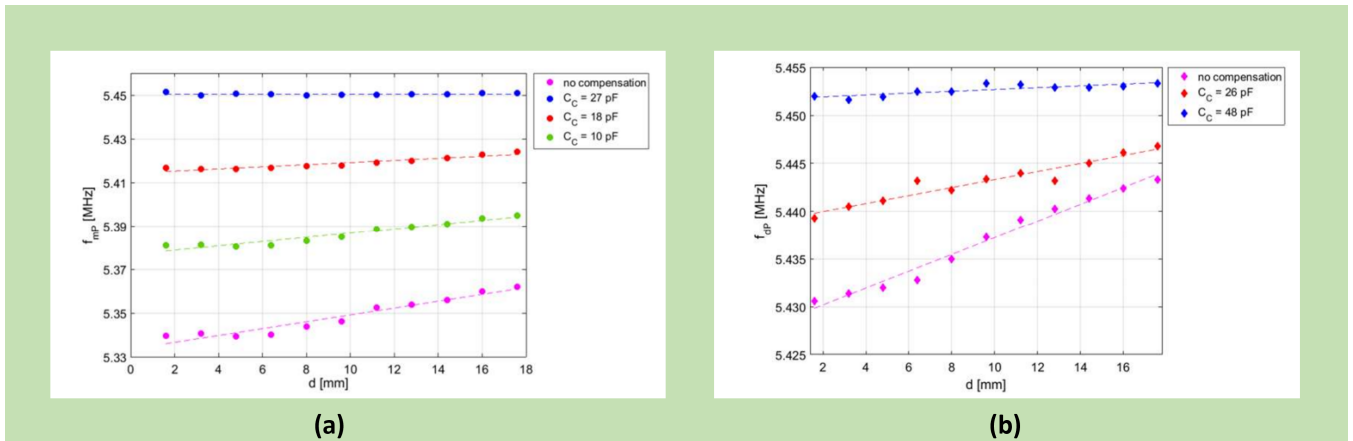 5.45
5.43
5.41
5.39
5.37
5.35
5.33
f_mP [MHz]
0 2 4 6 8 10 12 14 16 18
d [mm]
no compensation
C_C = 27 pF
C_C = 18 pF
C_C = 10 pF
(a)
5.455
5.450
5.445
5.440
5.435
5.430
5.425
f_dP [MHz]
2 4 6 8 10 12 14 16
d [mm]
no compensation
C_C = 26 pF
C_C = 48 pF
(b)